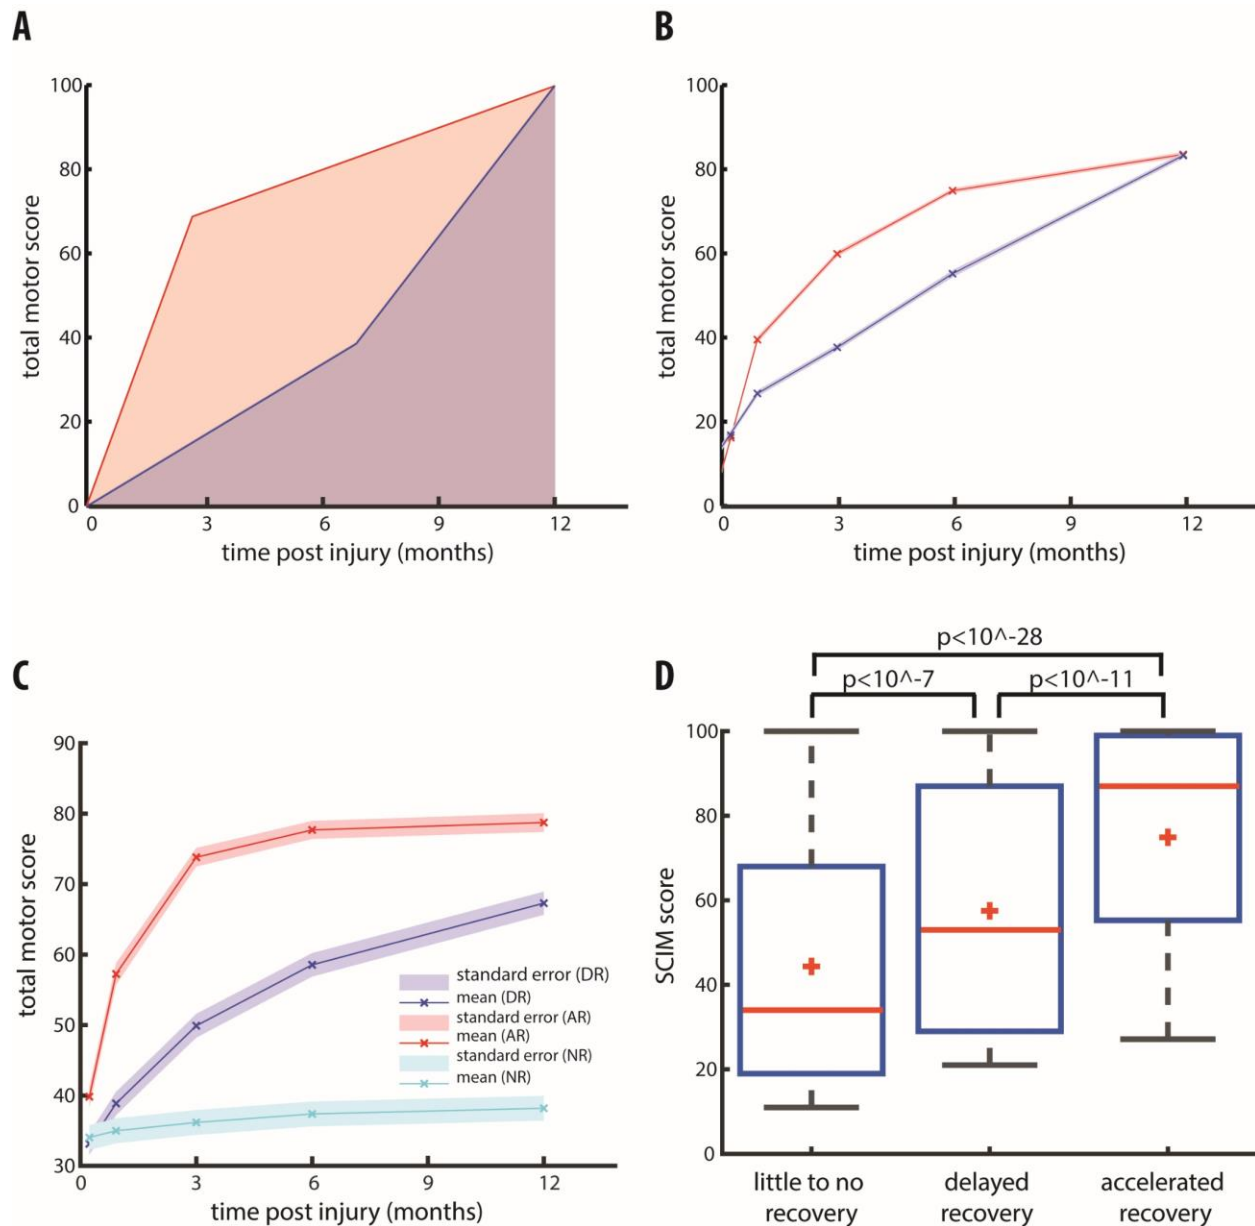 A
100
80
60
40
20
0
total motor score
0 3 6 9 12
time post injury (months)
B
100
80
60
40
20
0
total motor score
0 3 6 9 12
time post injury (months)
C
90
80
70
60
50
40
30
total motor score
standard error (DR)
mean (DR)
standard error (AR)
mean (AR)
standard error (NR)
mean (NR)
0 3 6 9 12
time post injury (months)
D
p<10^-28
p<10^-7 p<10^-11
100
80
60
40
20
0
SCIM score
little to no
recovery
delayed
recovery
accelerated
recovery